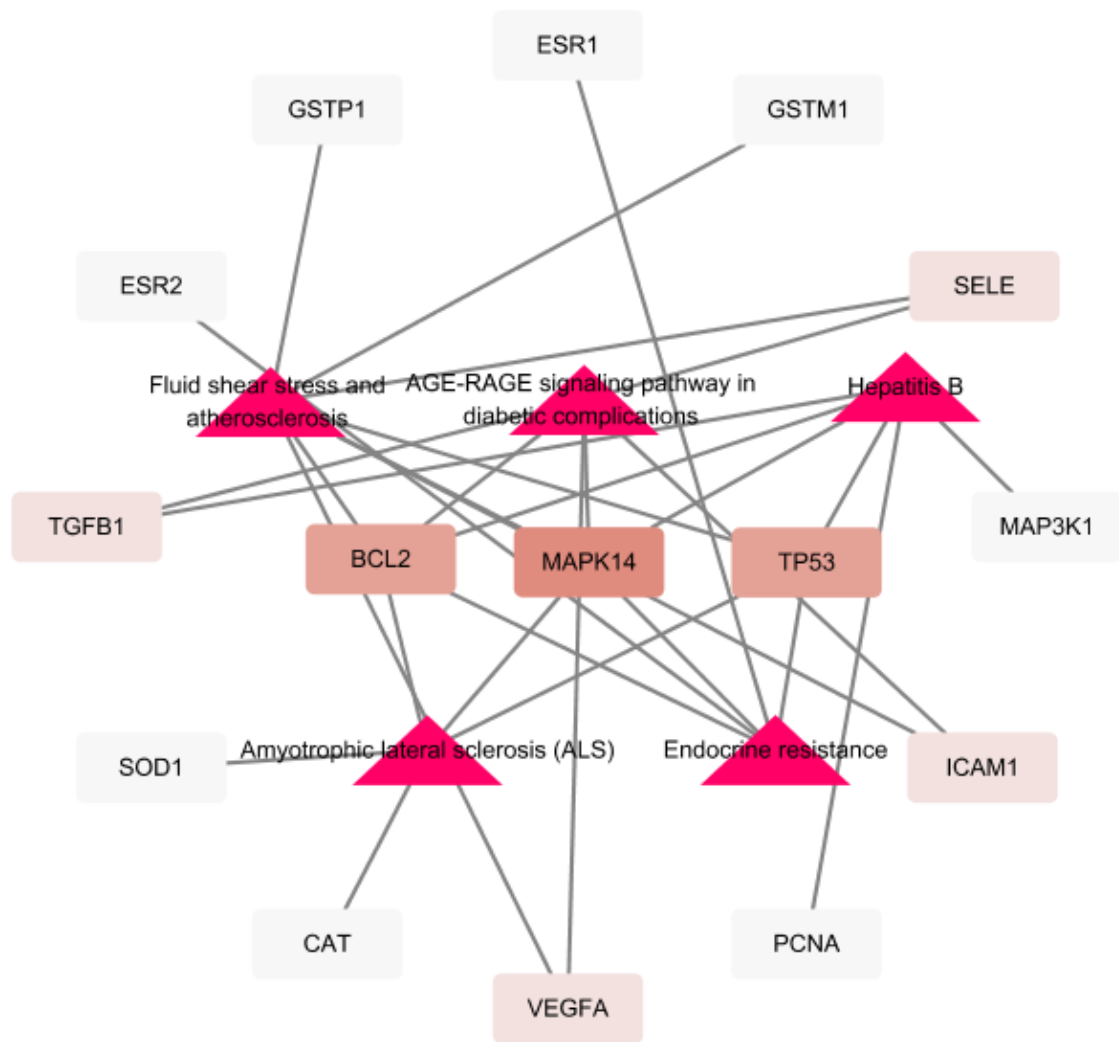 ESR1
GSTP1
GSTM1
ESR2
SELE
Fluid shear stress and
atherosclerosis
AGE-RAGE signaling pathway in
diabetic complications
Hepatitis B
TGFB1
BCL2
MAPK14
TP53
MAP3K1
SOD1
Amyotrophic lateral sclerosis (ALS)
Endocrine resistance
ICAM1
CAT
PCNA
VEGFA